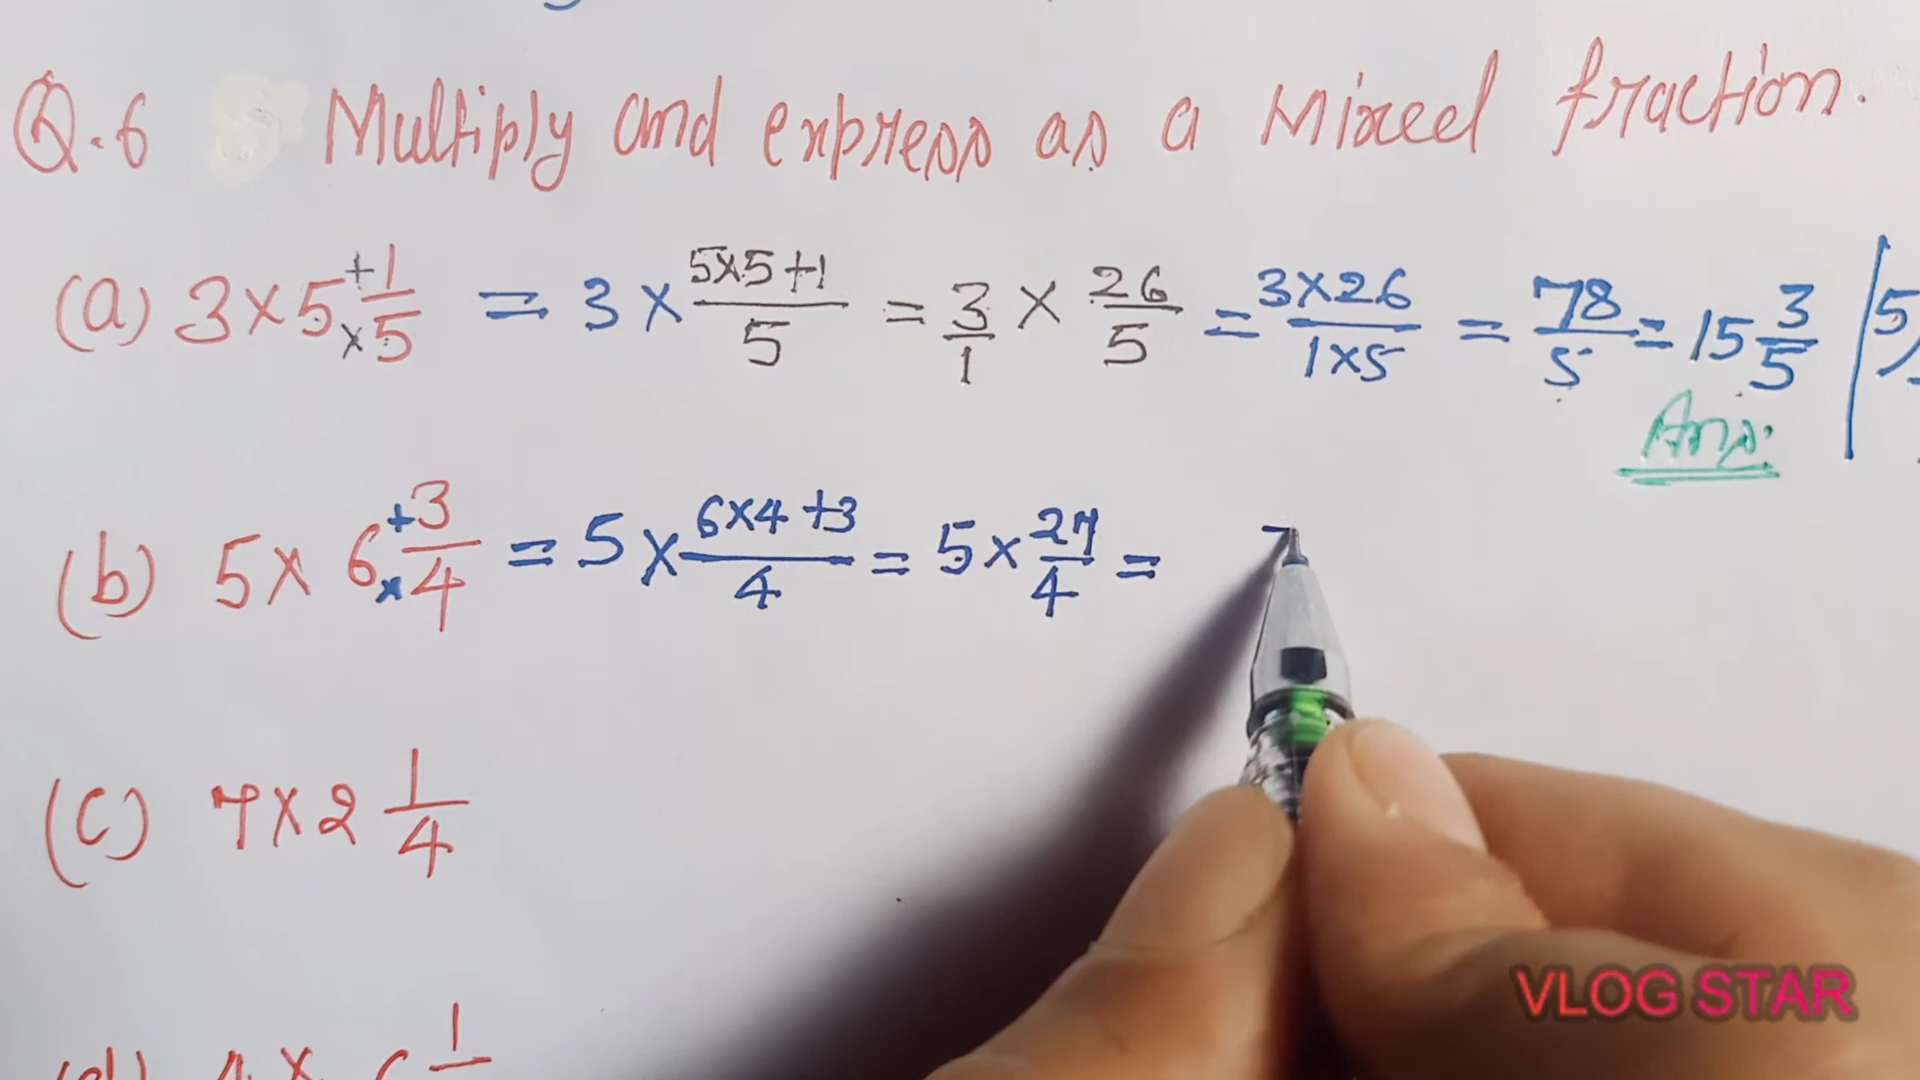 Q.6 Multiply and express as a Mixed fraction.
(a) 3 × 5 + × 1/5 = 3 × 5×5+1/5 = 3/1 × 26/5 = 3×26/1×5 = 78/5 = 15 3/5 | 5)
Ans.
(b) 5 × 6 + × 3/4 = 5 × 6×4+3/4 = 5 × 27/4 =
(c) 7 × 2 1/4
VLOG STAR